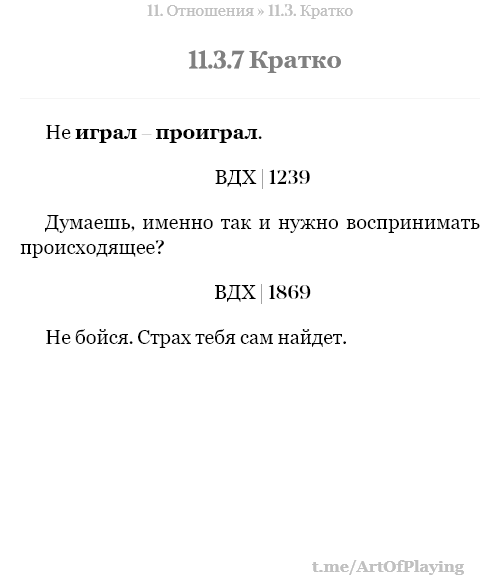 11. Отношения » 11.3. Кратко
11.3.7 Кратко
Не играл – проиграл.
ВДХ | 1239
Думаешь, именно так и нужно воспринимать
происходящее?
ВДХ | 1869
Не бойся. Страх тебя сам найдет.
t.me/ArtOfPlaying